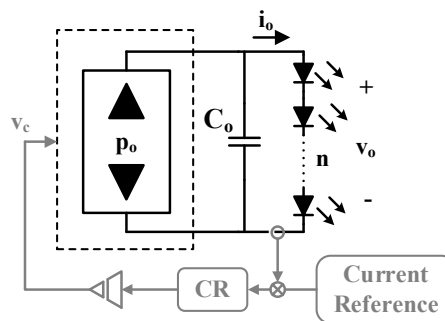 i_o
v_c
p_o
C_o
+
n
v_o
-
CR
Current
Reference